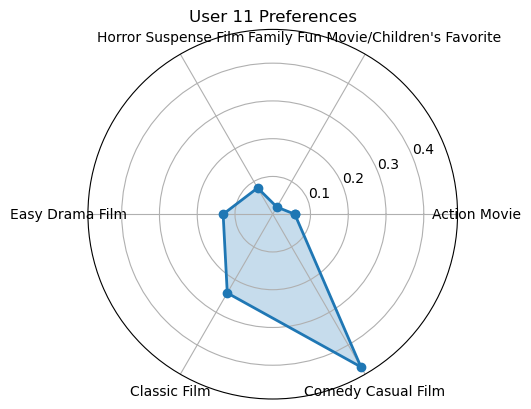 User 11 Preferences
Horror Suspense Film
Family Fun Movie/Children's Favorite
0.4
0.3
0.2
0.1
Easy Drama Film
Action Movie
Classic Film
Comedy Casual Film